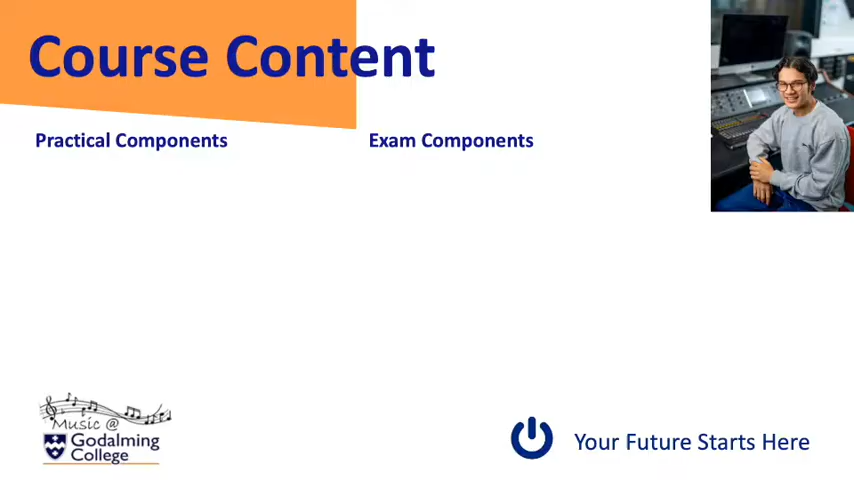 Course Content
Practical Components
Exam Components
Music @
Godalming
College
Your Future Starts Here